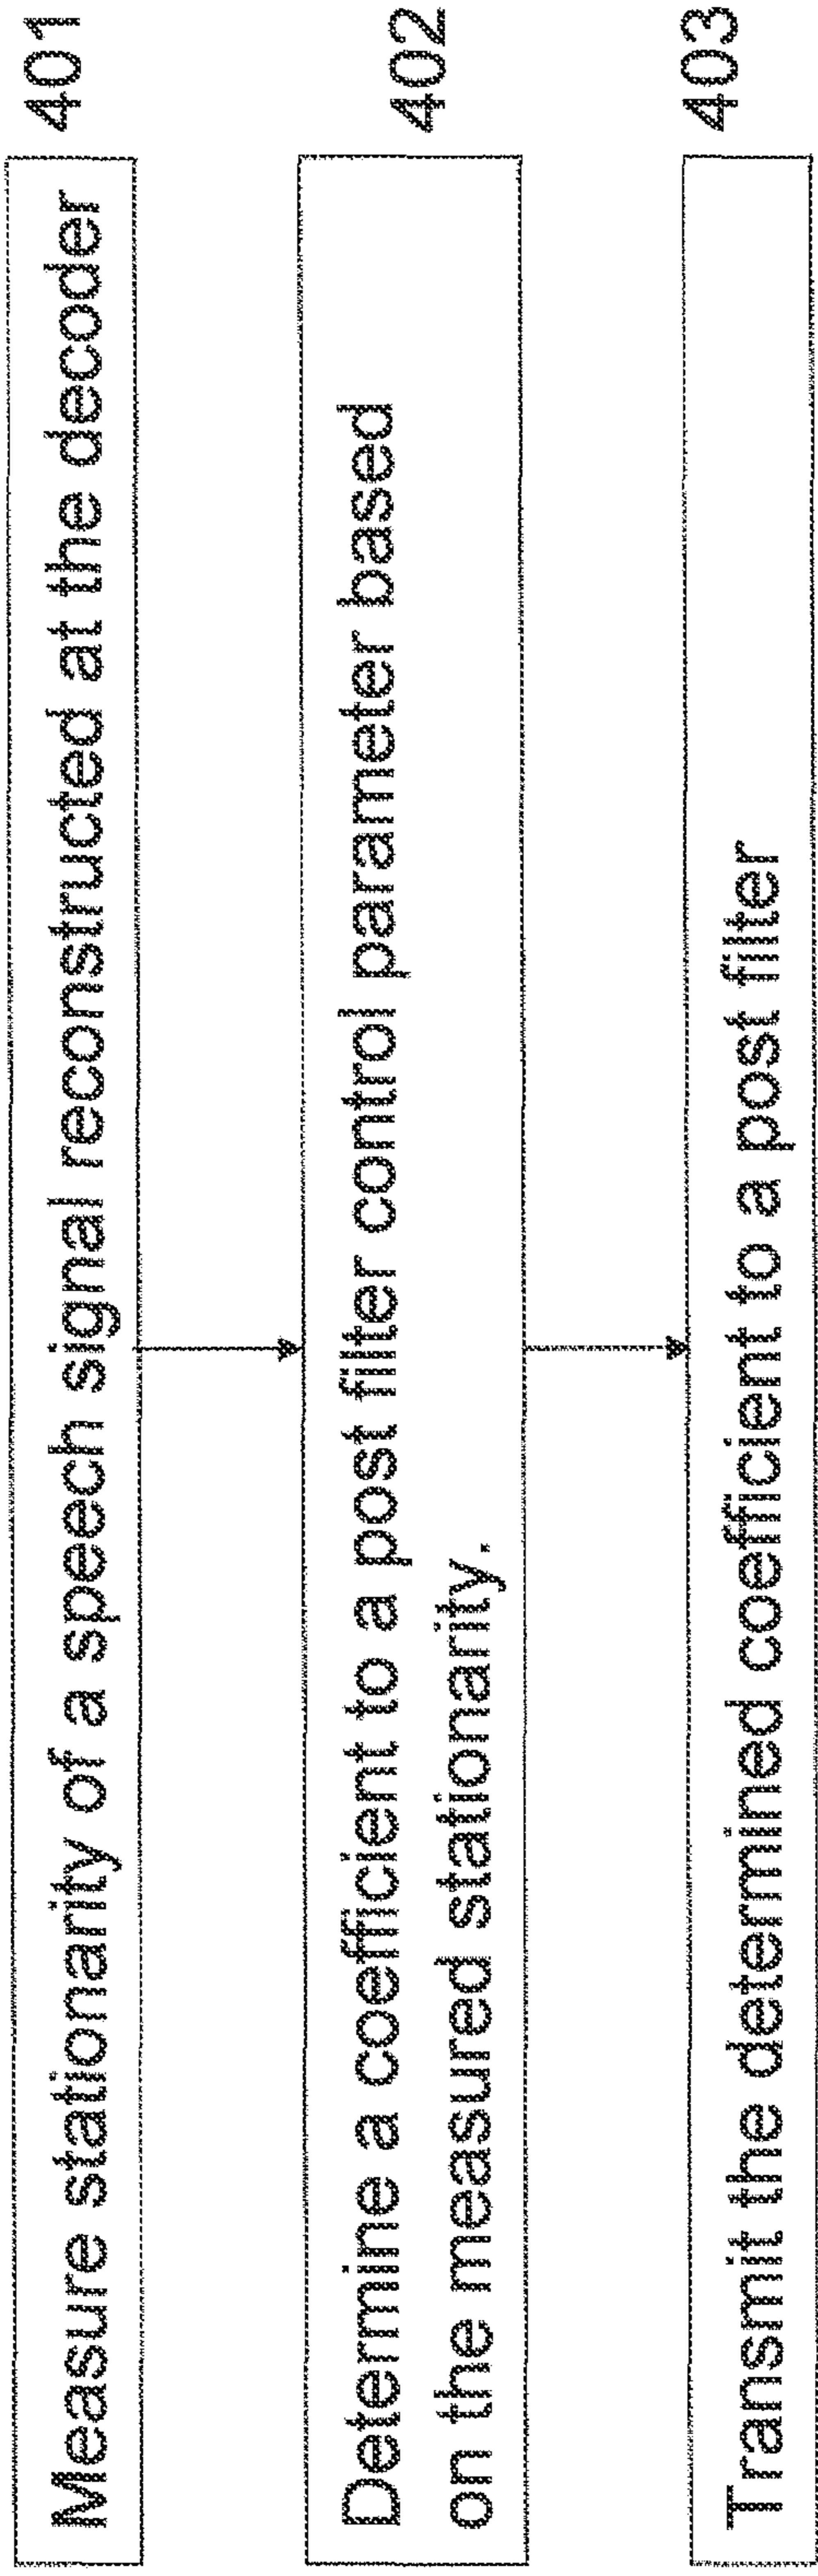 Measure stationarity of a speech signal reconstructed at the decoder 401
Determine a coefficient to a post filter control parameter based
on the measured stationarity. 402
Transmit the determined coefficient to a post filter 403